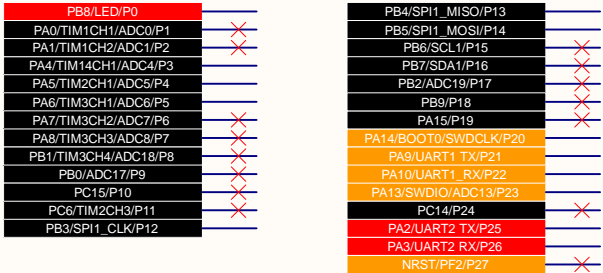 PB8/LED/P0
PA0/TIM1CH1/ADC0/P1
PA1/TIM1CH2/ADC1/P2
PA4/TIM14CH1/ADC4/P3
PA5/TIM2CH1/ADC5/P4
PA6/TIM3CH1/ADC6/P5
PA7/TIM3CH2/ADC7/P6
PA8/TIM3CH3/ADC8/P7
PB1/TIM3CH4/ADC18/P8
PB0/ADC17/P9
PC15/P10
PC6/TIM2CH3/P11
PB3/SPI1_CLK/P12
PB4/SPI1_MISO/P13
PB5/SPI1_MOSI/P14
PB6/SCL1/P15
PB7/SDA1/P16
PB2/ADC19/P17
PB9/P18
PA15/P19
PA14/BOOT0/SWDCLK/P20
PA9/UART1 TX/P21
PA10/UART1_RX/P22
PA13/SWDIO/ADC13/P23
PC14/P24
PA2/UART2 TX/P25
PA3/UART2 RX/P26
NRST/PF2/P27